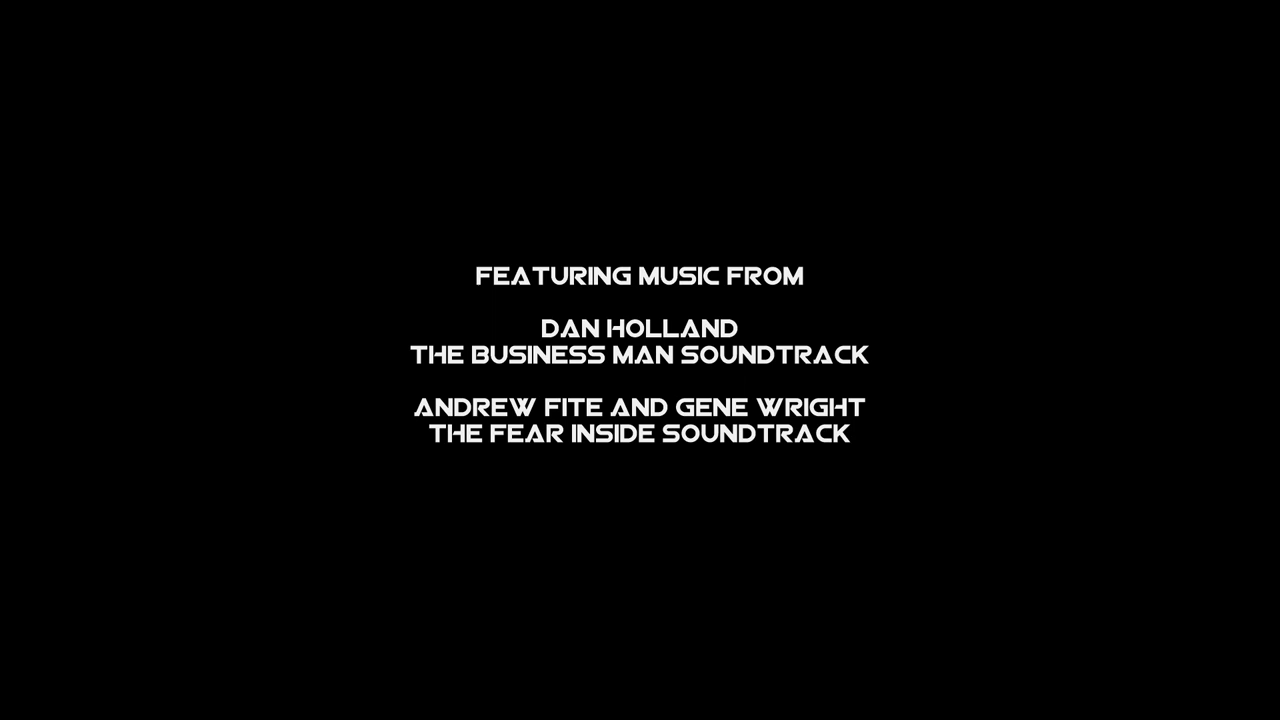 FEATURING MUSIC FROM
DAN HOLLAND
THE BUSINESS MAN SOUNDTRACK
ANDREW FITE AND GENE WRIGHT
THE FEAR INSIDE SOUNDTRACK